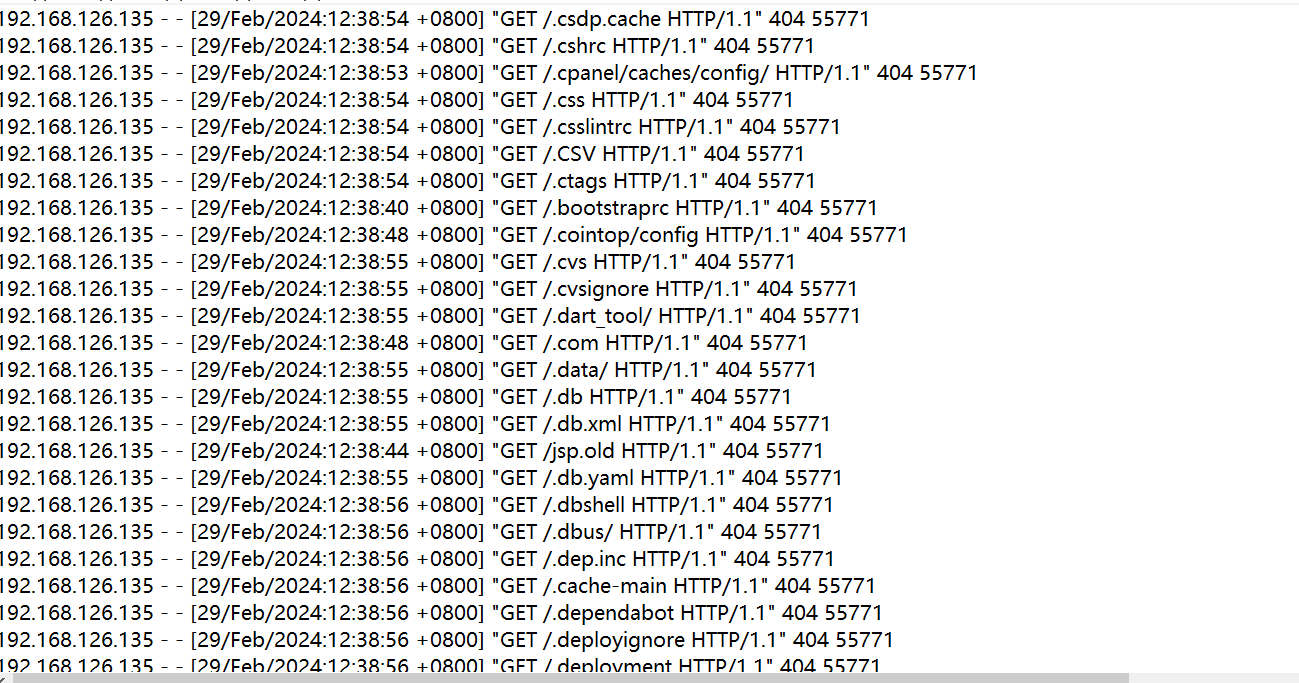 192.168.126.135 - - [29/Feb/2024:12:38:54 +0800] "GET /.csdp.cache HTTP/1.1" 404 55771
192.168.126.135 - - [29/Feb/2024:12:38:54 +0800] "GET /.cshrc HTTP/1.1" 404 55771
192.168.126.135 - - [29/Feb/2024:12:38:53 +0800] "GET /.cpanel/caches/config/ HTTP/1.1" 404 55771
192.168.126.135 - - [29/Feb/2024:12:38:54 +0800] "GET /.css HTTP/1.1" 404 55771
192.168.126.135 - - [29/Feb/2024:12:38:54 +0800] "GET /.csslintrc HTTP/1.1" 404 55771
192.168.126.135 - - [29/Feb/2024:12:38:54 +0800] "GET /.CSV HTTP/1.1" 404 55771
192.168.126.135 - - [29/Feb/2024:12:38:54 +0800] "GET /.ctags HTTP/1.1" 404 55771
192.168.126.135 - - [29/Feb/2024:12:38:40 +0800] "GET /.bootstraprc HTTP/1.1" 404 55771
192.168.126.135 - - [29/Feb/2024:12:38:48 +0800] "GET /.cointop/config HTTP/1.1" 404 55771
192.168.126.135 - - [29/Feb/2024:12:38:55 +0800] "GET /.cvs HTTP/1.1" 404 55771
192.168.126.135 - - [29/Feb/2024:12:38:55 +0800] "GET /.cvsignore HTTP/1.1" 404 55771
192.168.126.135 - - [29/Feb/2024:12:38:55 +0800] "GET /.dart_tool/ HTTP/1.1" 404 55771
192.168.126.135 - - [29/Feb/2024:12:38:48 +0800] "GET /.com HTTP/1.1" 404 55771
192.168.126.135 - - [29/Feb/2024:12:38:55 +0800] "GET /.data/ HTTP/1.1" 404 55771
192.168.126.135 - - [29/Feb/2024:12:38:55 +0800] "GET /.db HTTP/1.1" 404 55771
192.168.126.135 - - [29/Feb/2024:12:38:55 +0800] "GET /.db.xml HTTP/1.1" 404 55771
192.168.126.135 - - [29/Feb/2024:12:38:44 +0800] "GET /jsp.old HTTP/1.1" 404 55771
192.168.126.135 - - [29/Feb/2024:12:38:55 +0800] "GET /.db.yaml HTTP/1.1" 404 55771
192.168.126.135 - - [29/Feb/2024:12:38:56 +0800] "GET /.dbshell HTTP/1.1" 404 55771
192.168.126.135 - - [29/Feb/2024:12:38:56 +0800] "GET /.dbus/ HTTP/1.1" 404 55771
192.168.126.135 - - [29/Feb/2024:12:38:56 +0800] "GET /.dep.inc HTTP/1.1" 404 55771
192.168.126.135 - - [29/Feb/2024:12:38:56 +0800] "GET /.cache-main HTTP/1.1" 404 55771
192.168.126.135 - - [29/Feb/2024:12:38:56 +0800] "GET /.dependabot HTTP/1.1" 404 55771
192.168.126.135 - - [29/Feb/2024:12:38:56 +0800] "GET /.deployignore HTTP/1.1" 404 55771
192.168.126.135 - - [29/Feb/2024:12:38:56 +0800] "GET /.deployment HTTP/1.1" 404 55771